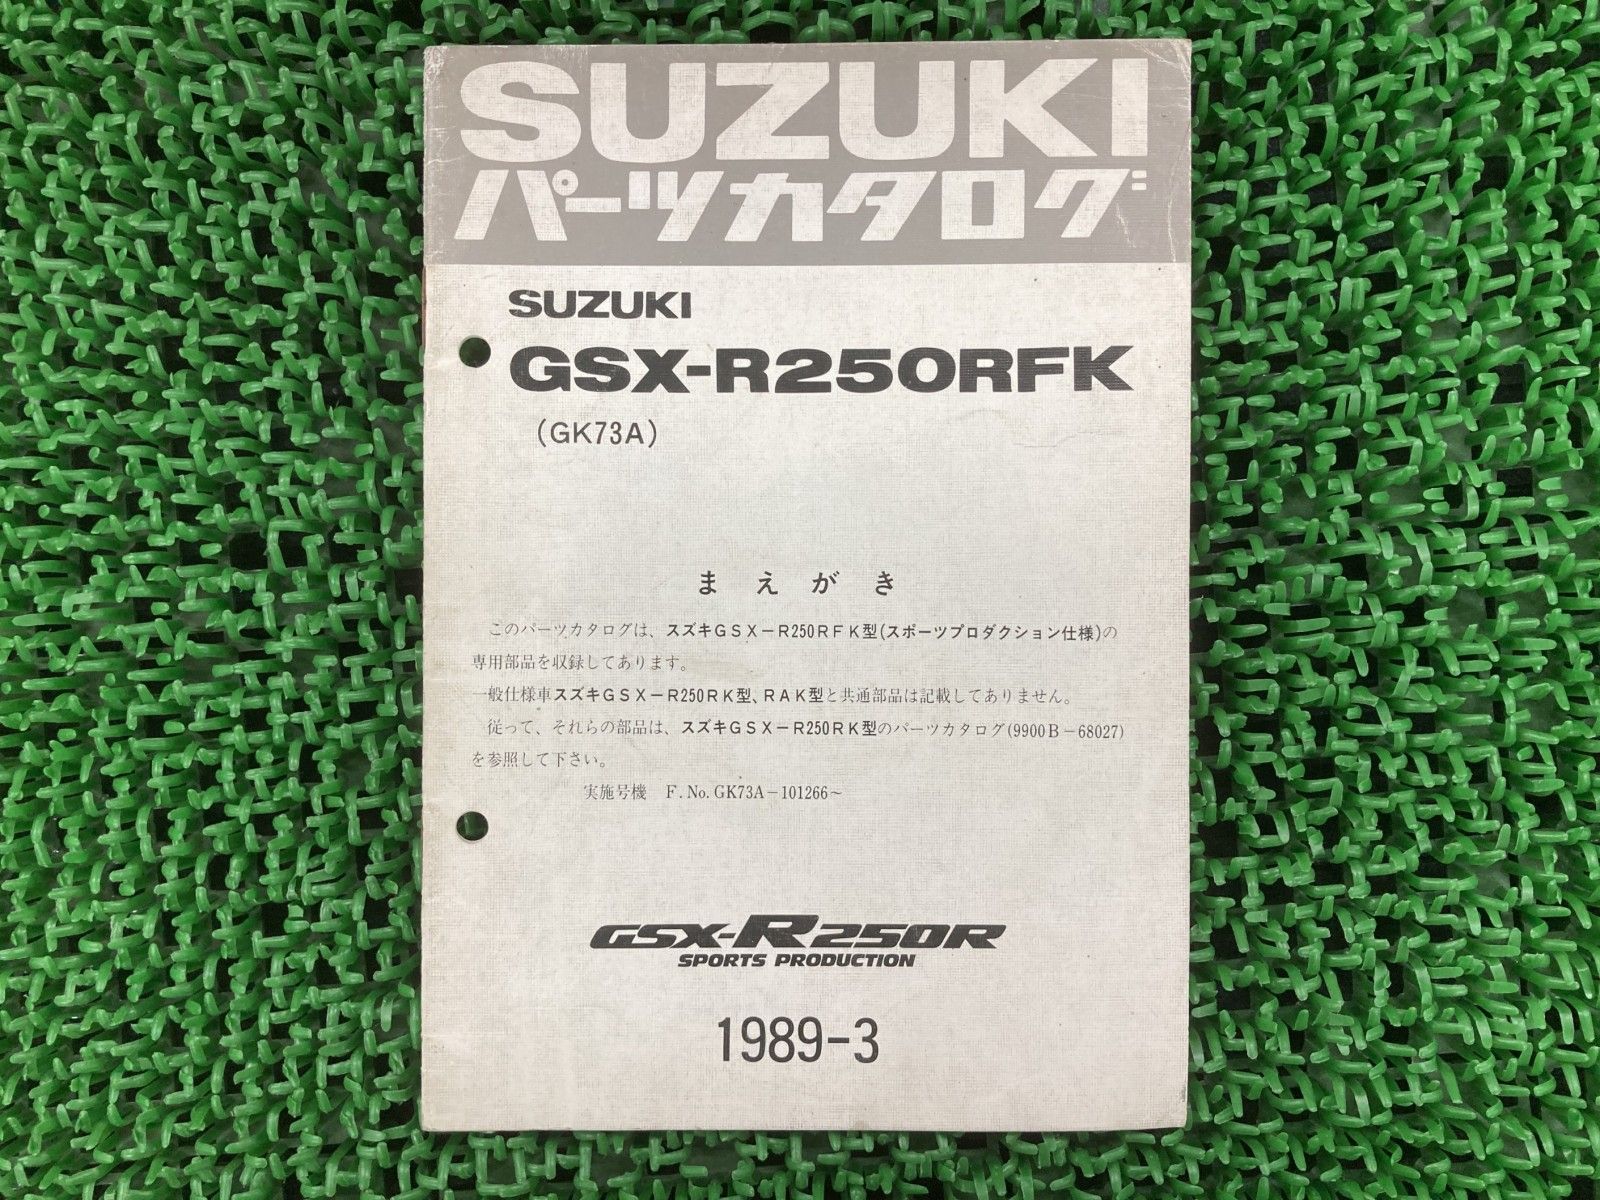 SUZUKI
パーツカタログ
SUZUKI
GSX-R250RFK
(GK73A)
まえがき
このパーツカタログは、スズキGSX-R250RFK型(スポーツプロダクション仕様)の
専用部品を収録してあります。
一般仕様車スズキGSX-R250RK型、RAK型と共通部品は記載してありません。
従って、それらの部品は、スズキGSX-R250RK型のパーツカタログ(9900B-68027)
を参照して下さい。
実施号機 F.No.GK73A-101266~
GSX-R250R
SPORTS PRODUCTION
1989-3